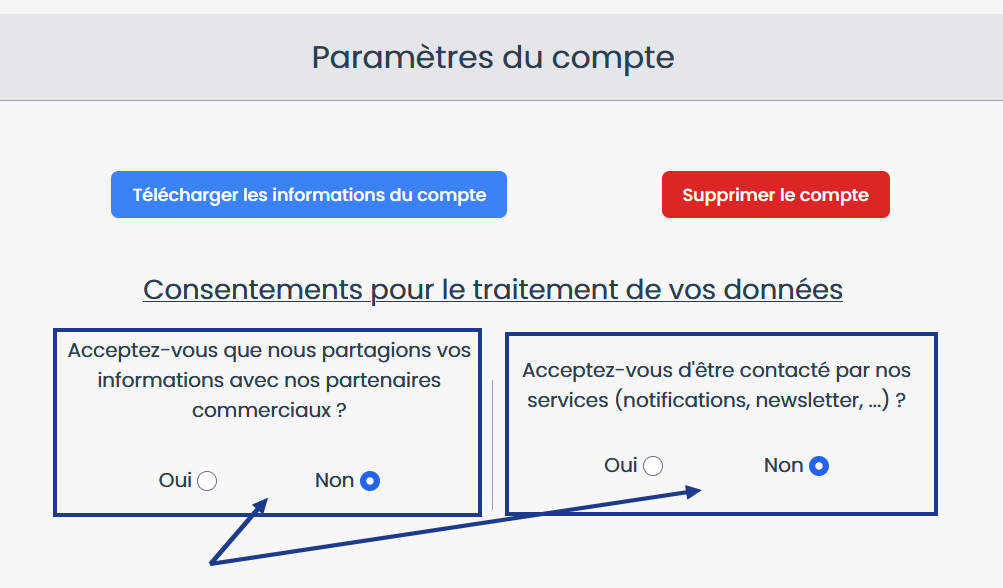 Paramètres du compte
Télécharger les informations du compte
Supprimer le compte
Consentements pour le traitement de vos données
Acceptez-vous que nous partagions vos
informations avec nos partenaires
commerciaux ?
Oui
Non
Acceptez-vous d'être contacté par nos
services (notifications, newsletter, ...) ?
Oui
Non